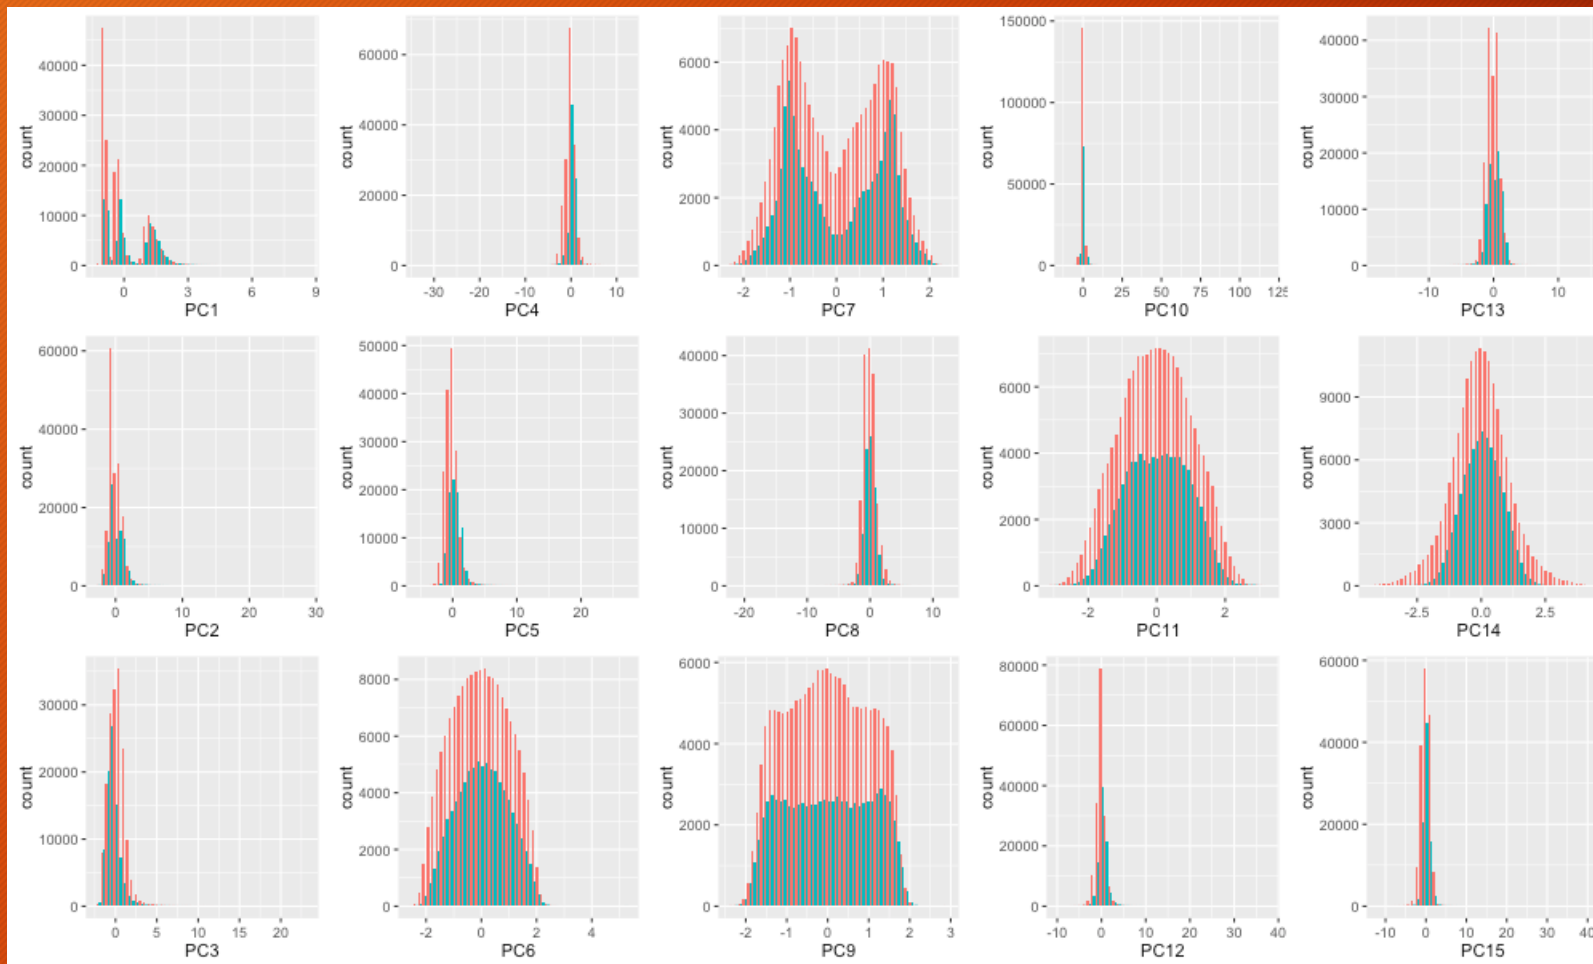 40000
30000
20000
10000
0
count
0 3 6 9
PC1
60000
40000
20000
0
count
-30 -20 -10 0 10
PC4
6000
4000
2000
0
count
-2 -1 0 1 2
PC7
150000
100000
50000
0
count
0 25 50 75 100 125
PC10
40000
30000
20000
10000
0
count
-10 0 10
PC13
60000
40000
20000
0
count
0 10 20 30
PC2
50000
40000
30000
20000
10000
0
count
0 10 20
PC5
40000
30000
20000
10000
0
count
-20 -10 0 10
PC8
6000
4000
2000
0
count
-2 0 2
PC11
9000
6000
3000
0
count
-2.5 0.0 2.5
PC14
30000
20000
10000
0
count
0 5 10 15 20
PC3
8000
6000
4000
2000
0
count
-2 0 2 4
PC6
6000
4000
2000
0
count
-2 -1 0 1 2 3
PC9
80000
60000
40000
20000
0
count
-10 0 10 20 30 40
PC12
60000
40000
20000
0
count
-10 0 10 20 30 40
PC15